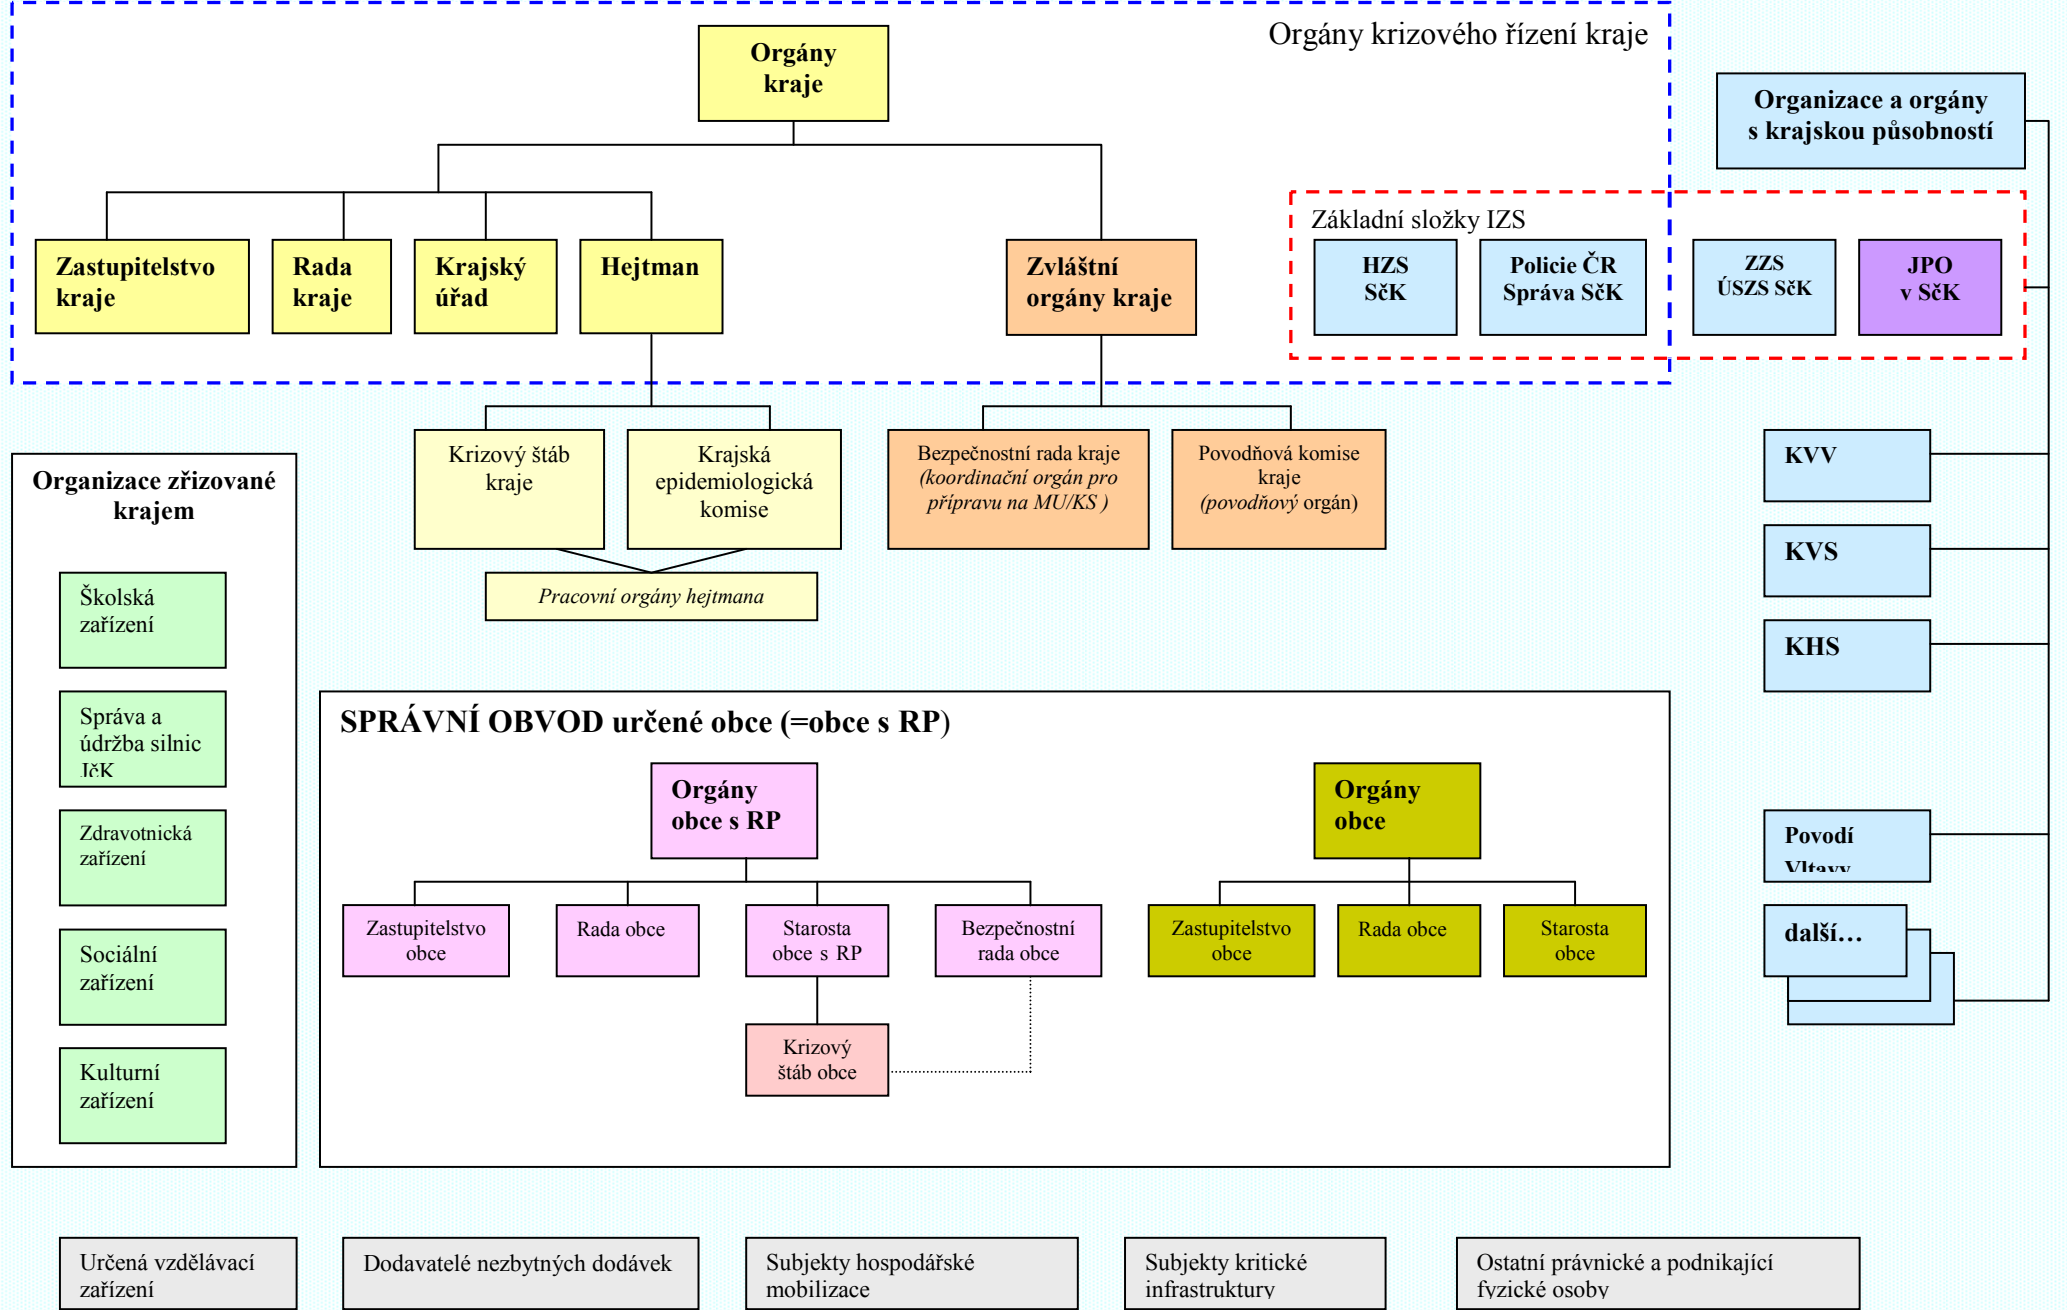 Orgány krizového řízení kraje
Orgány
kraje
Organizace a orgány
s krajskou působností
Základní složky IZS
Zastupitelstvo
kraje
Rada
kraje
Krajský
úřad
Hejtman
Zvláštní
orgány kraje
HZS
SčK
Policie ČR
Správa SčK
ZZS
ÚSZS SčK
JPO
v SčK
Krizový štáb
kraje
Krajská
epidemiologická
komise
Bezpečnostní rada kraje
(koordinační orgán pro
přípravu na MU/KS )
Povodňová komise
kraje
(povodňový orgán)
Pracovní orgány hejtmana
KVV
KVS
KHS
Povodí
Vltavy
další…
Organizace zřizované
krajem
Školská
zařízení
Správa a
údržba silnic
JčK
Zdravotnická
zařízení
Sociální
zařízení
Kulturní
zařízení
SPRÁVNÍ OBVOD určené obce (=obce s RP)
Orgány
obce s RP
Orgány
obce
Zastupitelstvo
obce
Rada obce
Starosta
obce s RP
Bezpečnostní
rada obce
Zastupitelstvo
obce
Rada obce
Starosta
obce
Krizový
štáb obce
Určená vzdělávací
zařízení
Dodavatelé nezbytných dodávek
Subjekty hospodářské
mobilizace
Subjekty kritické
infrastruktury
Ostatní právnické a podnikající
fyzické osoby